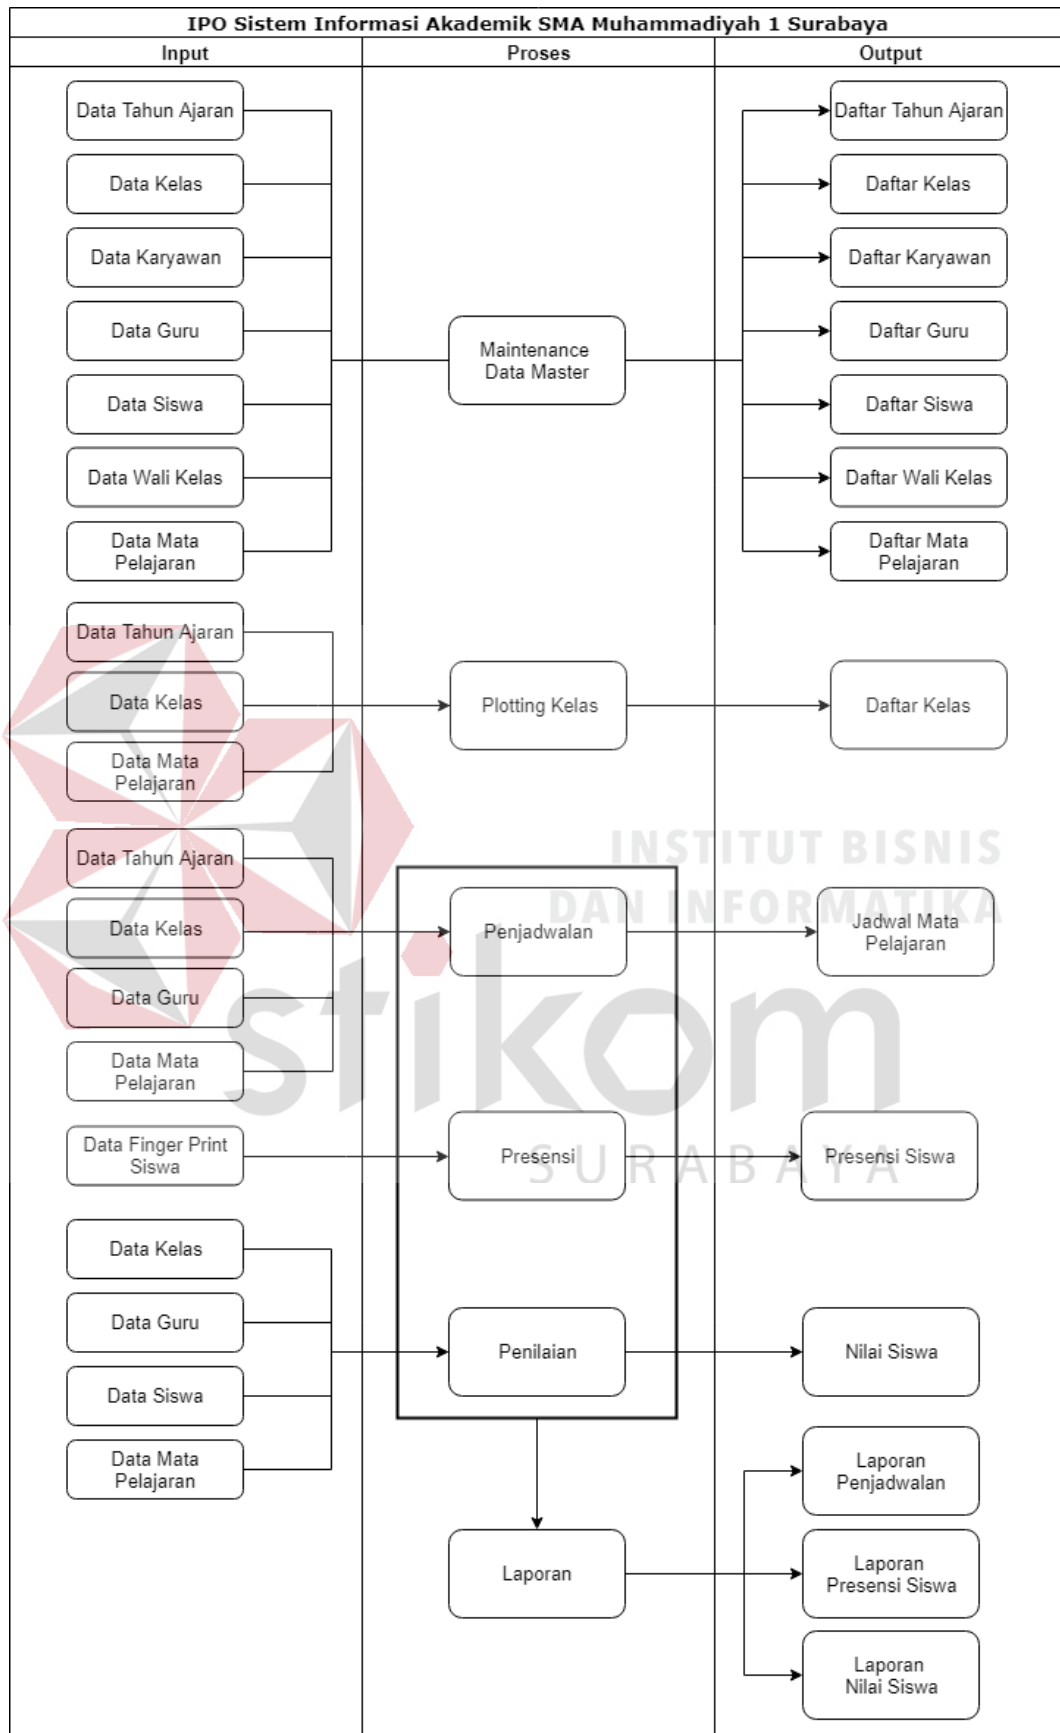 IPO Sistem Informasi Akademik SMA Muhammadiyah 1 Surabaya
Input
Proses
Output
Data Tahun Ajaran
Data Kelas
Data Karyawan
Data Guru
Data Siswa
Data Wali Kelas
Data Mata
Pelajaran
Maintenance
Data Master
Daftar Tahun Ajaran
Daftar Kelas
Daftar Karyawan
Daftar Guru
Daftar Siswa
Daftar Wali Kelas
Daftar Mata
Pelajaran
Data Tahun Ajaran
Data Kelas
Data Mata
Pelajaran
Plotting Kelas
Daftar Kelas
INSTITUT BISNIS
DAN INFORMATIKA
stikom
SURABAYA
Data Tahun Ajaran
Data Kelas
Data Guru
Data Mata
Pelajaran
Penjadwalan
Jadwal Mata
Pelajaran
Data Finger Print
Siswa
Presensi
Presensi Siswa
Data Kelas
Data Guru
Data Siswa
Data Mata
Pelajaran
Penilaian
Nilai Siswa
Laporan
Laporan
Penjadwalan
Laporan
Presensi Siswa
Laporan
Nilai Siswa